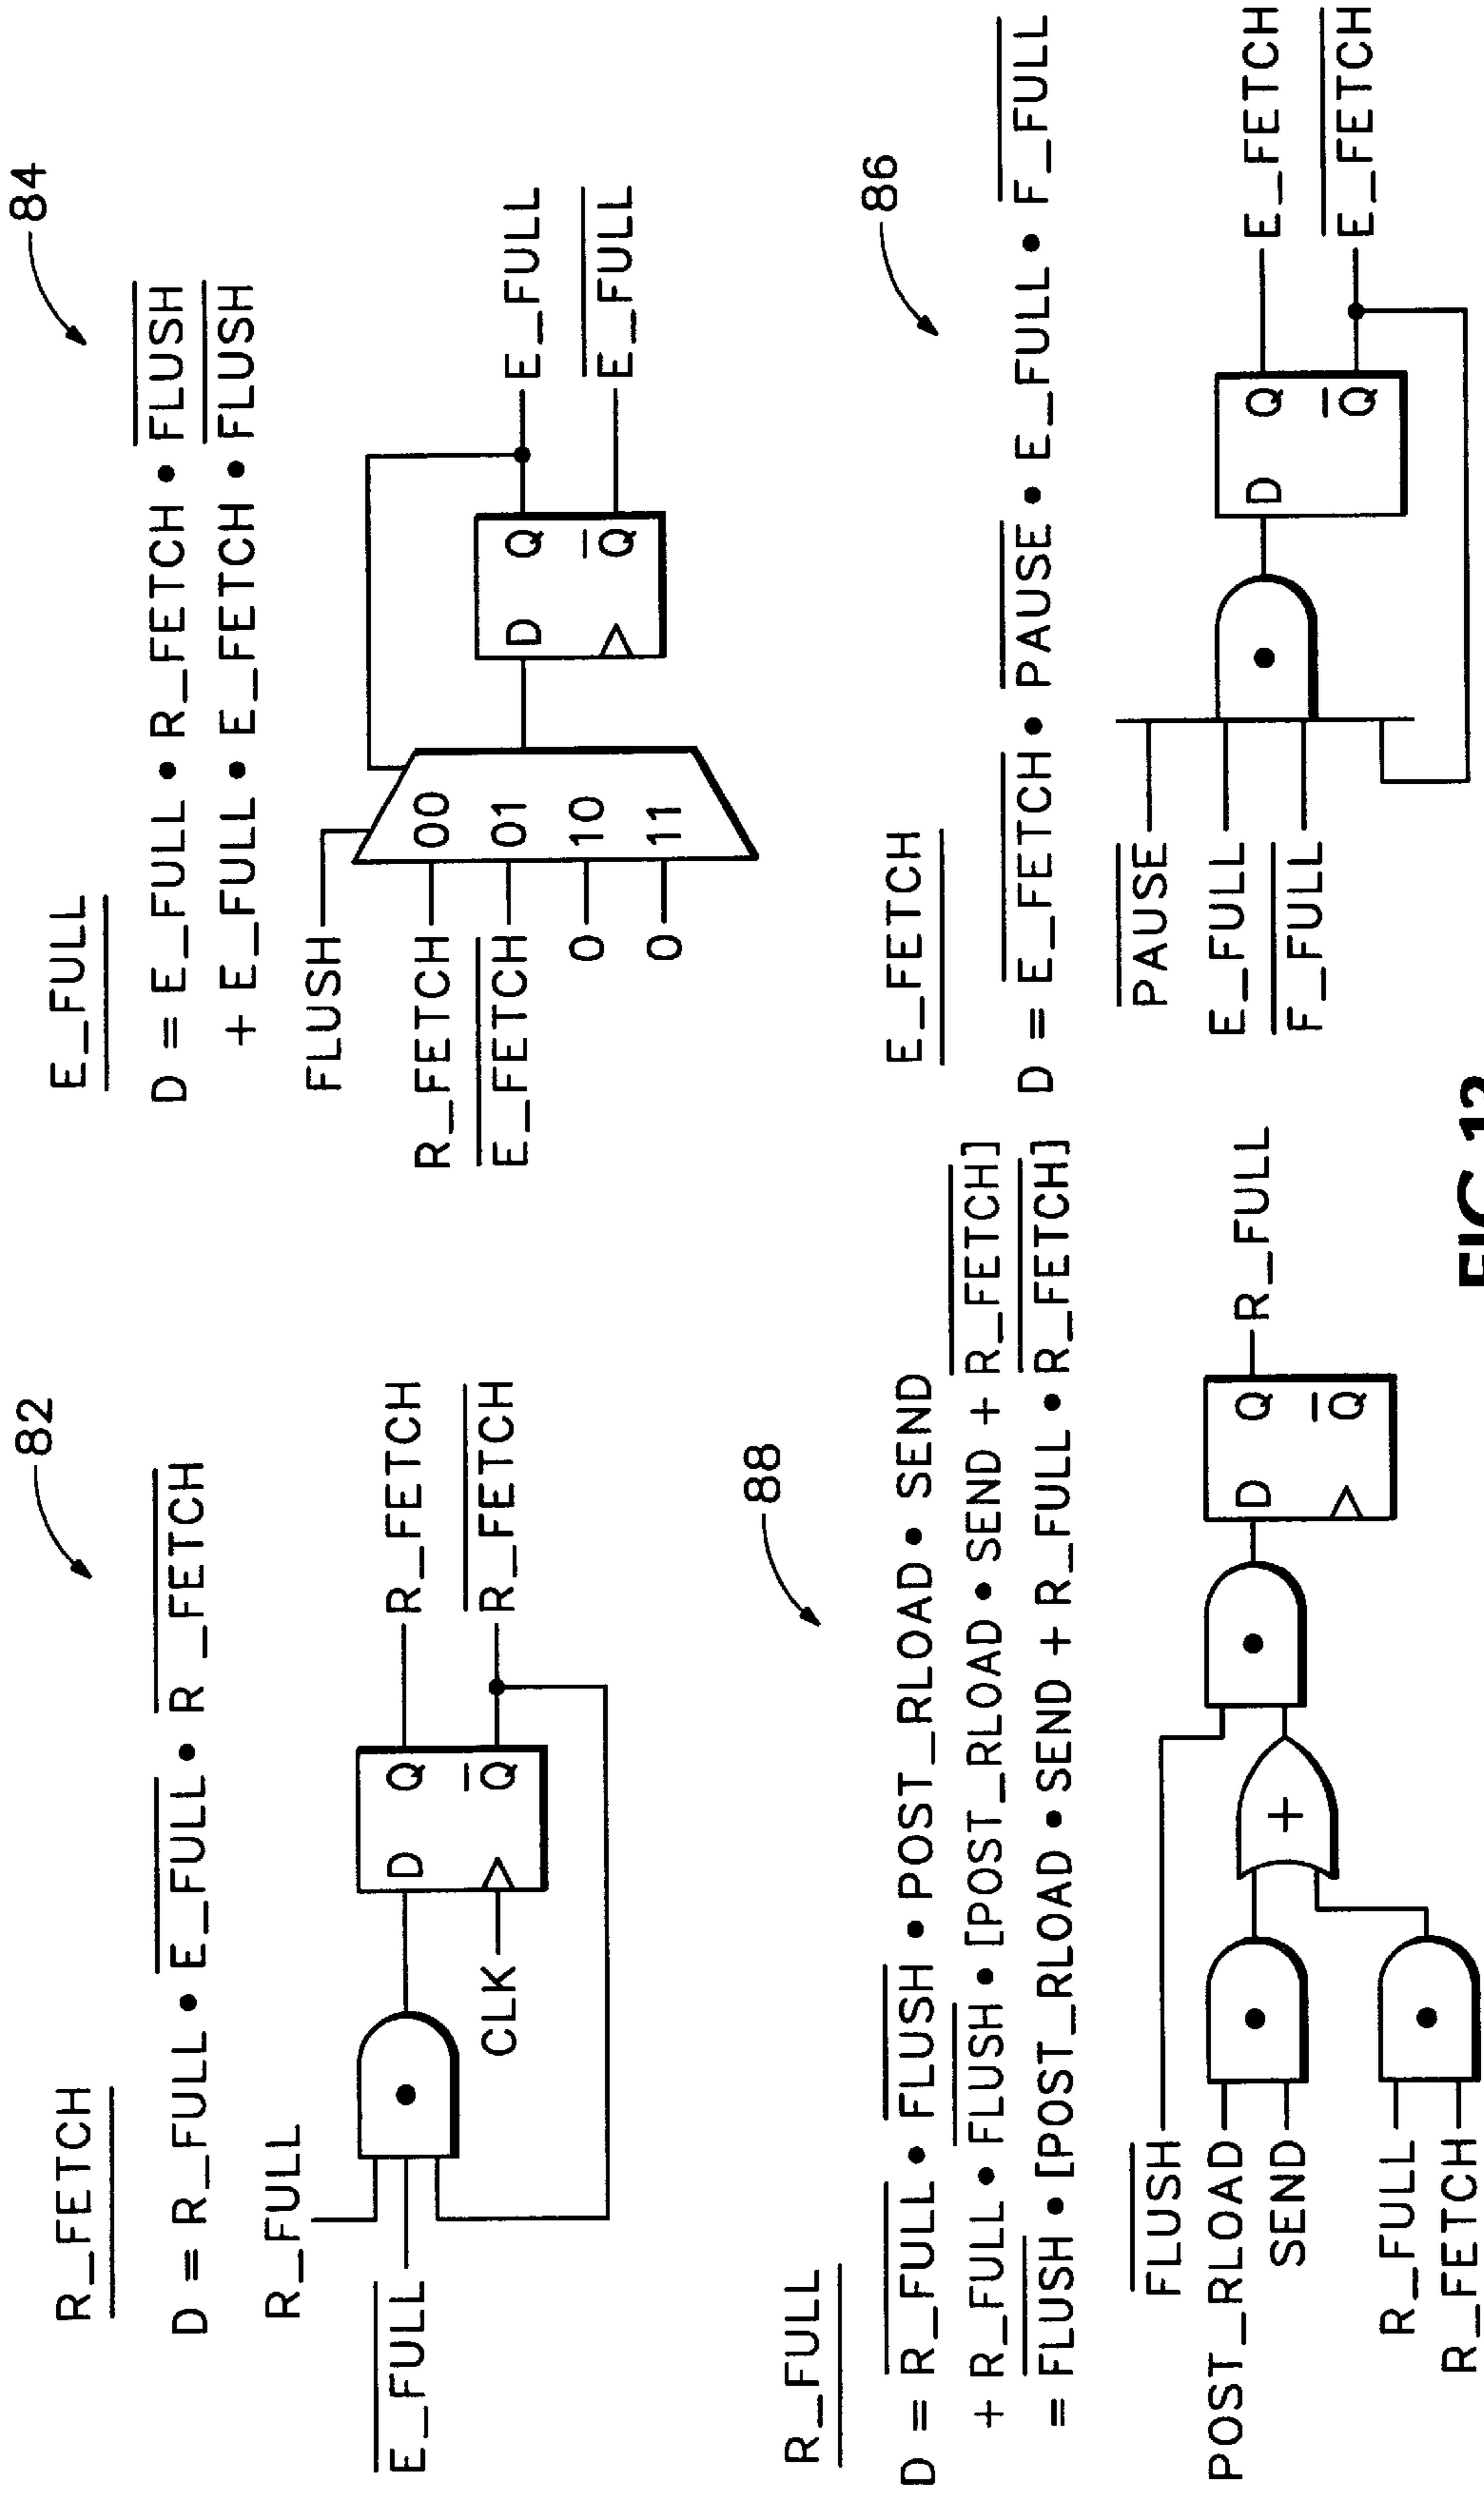 82
R_FETCH
D = R_FULL • E_FULL • R_FETCH
R_FULL
E_FULL
CLK
D
Q
Q
R_FETCH
R_FETCH
84
E_FULL
D = E_FULL • R_FETCH • FLUSH
+ E_FULL • E_FETCH • FLUSH
FLUSH
R_FETCH
E_FETCH
0
0
00
01
10
11
D
Q
Q
E_FULL
E_FULL
88
R_FULL
D = R_FULL • FLUSH • POST_RLOAD • SEND
+ R_FULL • FLUSH • [POST_RLOAD • SEND + R_FETCH]
= FLUSH • [POST_RLOAD • SEND + R_FULL • R_FETCH]
FLUSH
POST_RLOAD
SEND
R_FULL
R_FETCH
+
D
Q
Q
R_FULL
86
E_FETCH
D = E_FETCH • PAUSE • E_FULL • F_FULL
PAUSE
E_FULL
F_FULL
D
Q
Q
E_FETCH
E_FETCH